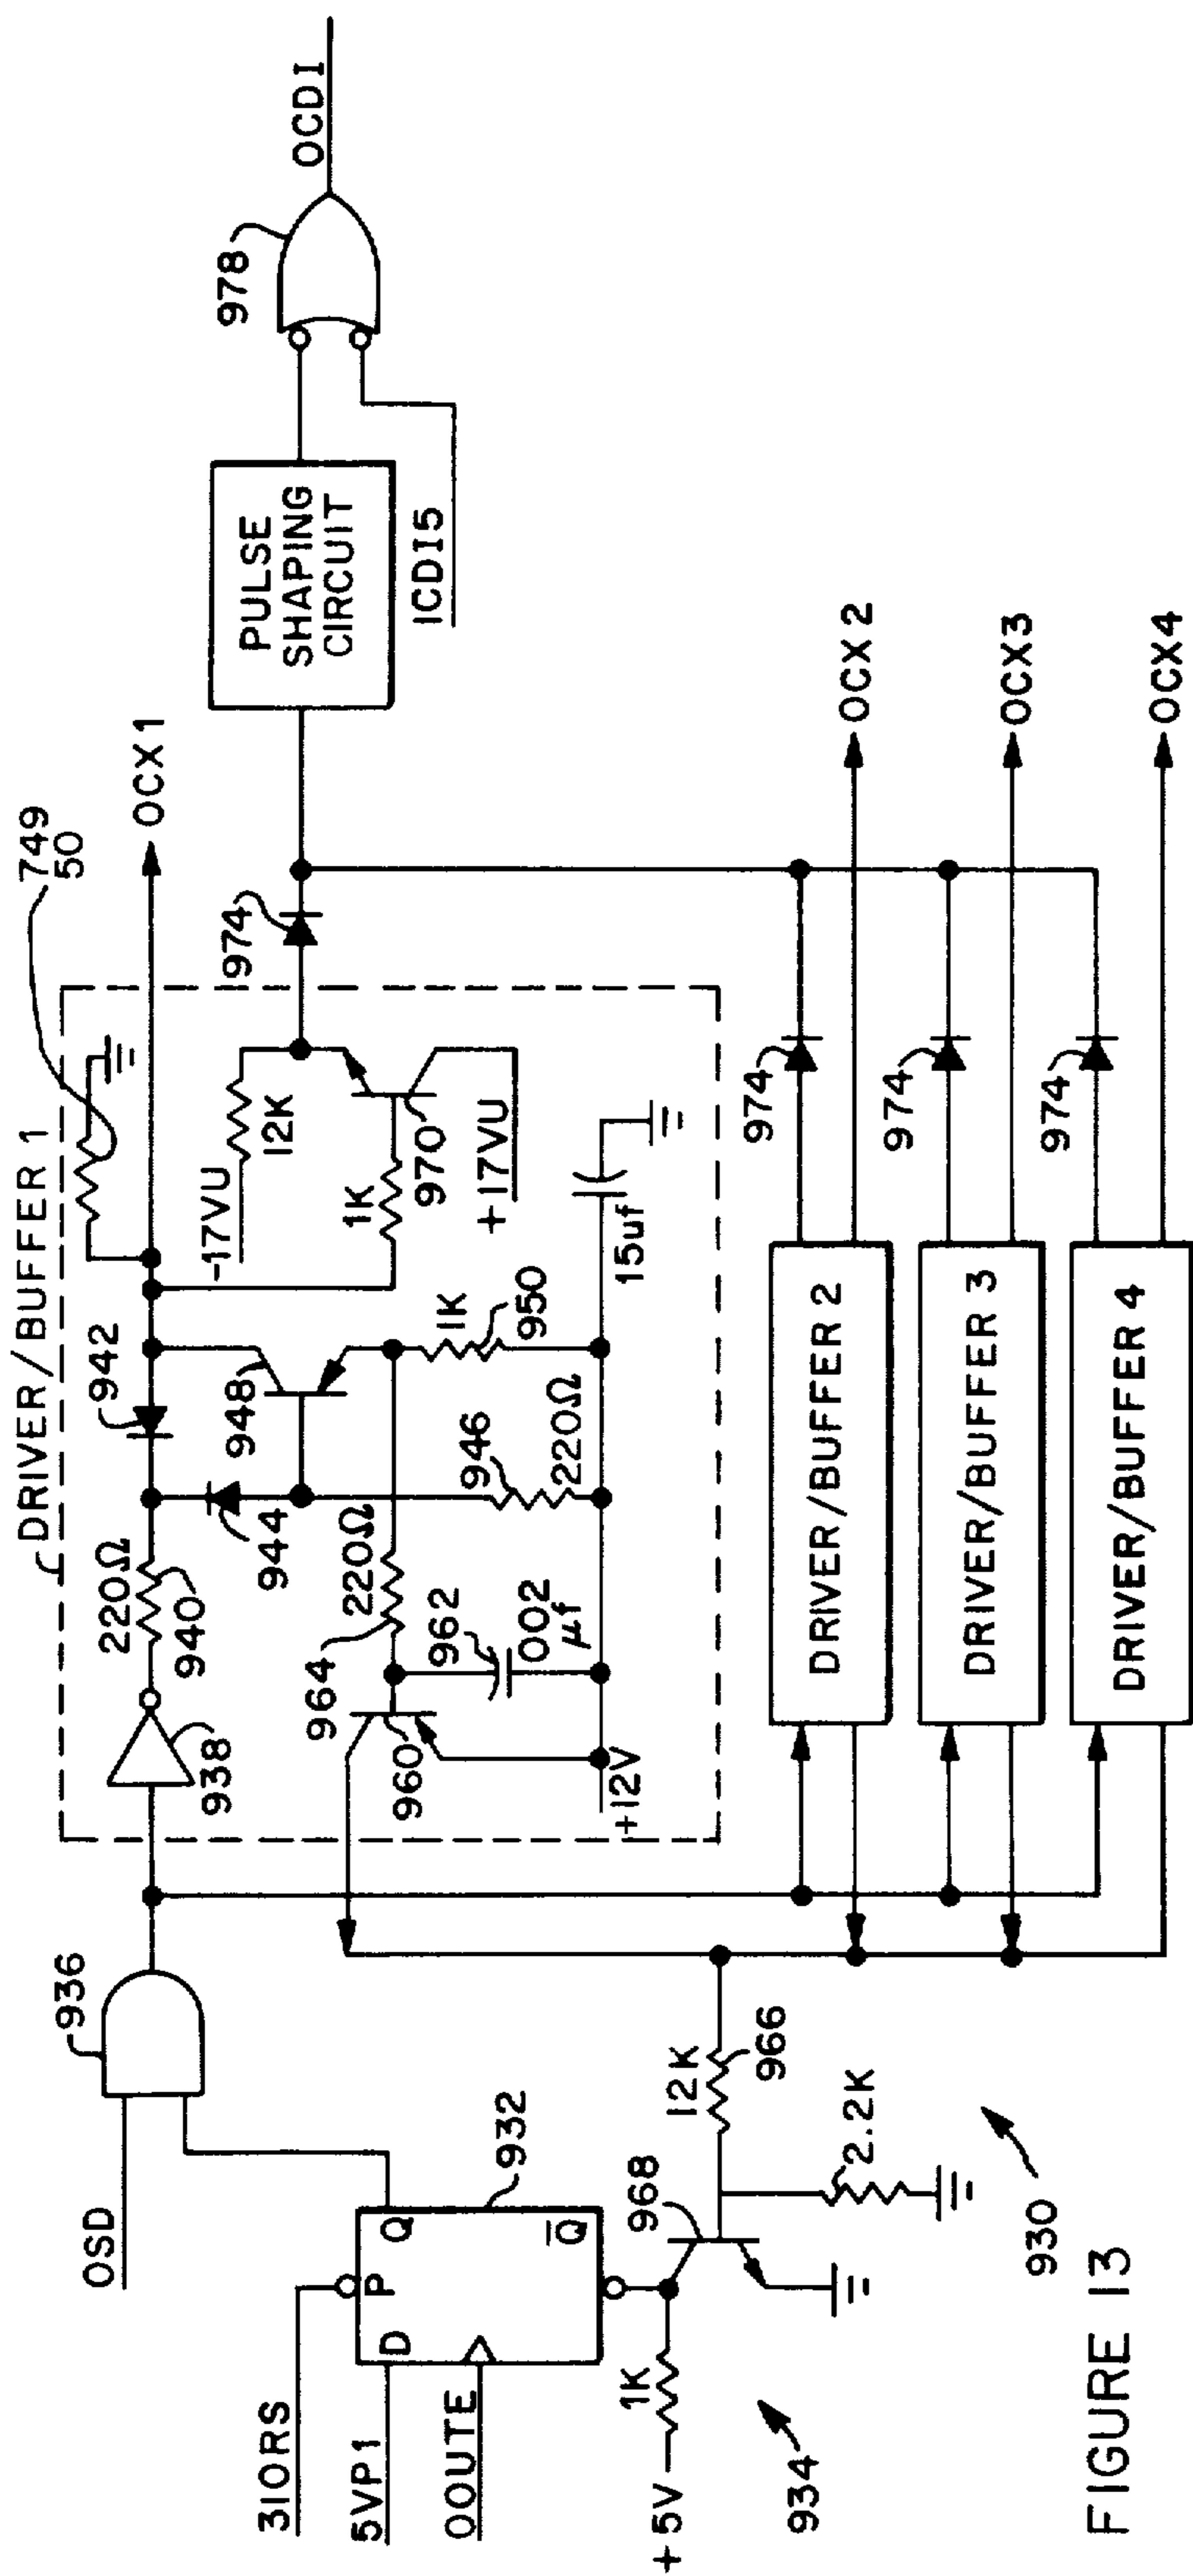 OSD
936
3IORS
5VP1
OOUTE
D
P
Q
Q̅
932
+5V
1K
934
968
12K
966
2.2K
930
DRIVER/BUFFER 1
938
220Ω
940
942
944
948
946
220Ω
1K
950
220Ω
964
962
002
µf
960
+12V
15uf
749
50
-17VU
12K
1K
970
+17VU
OCX1
974
PULSE
SHAPING
CIRCUIT
1CD15
978
OCDI
DRIVER/BUFFER 2
974
OCX2
DRIVER/BUFFER 3
974
OCX3
DRIVER/BUFFER 4
974
OCX4
FIGURE 13